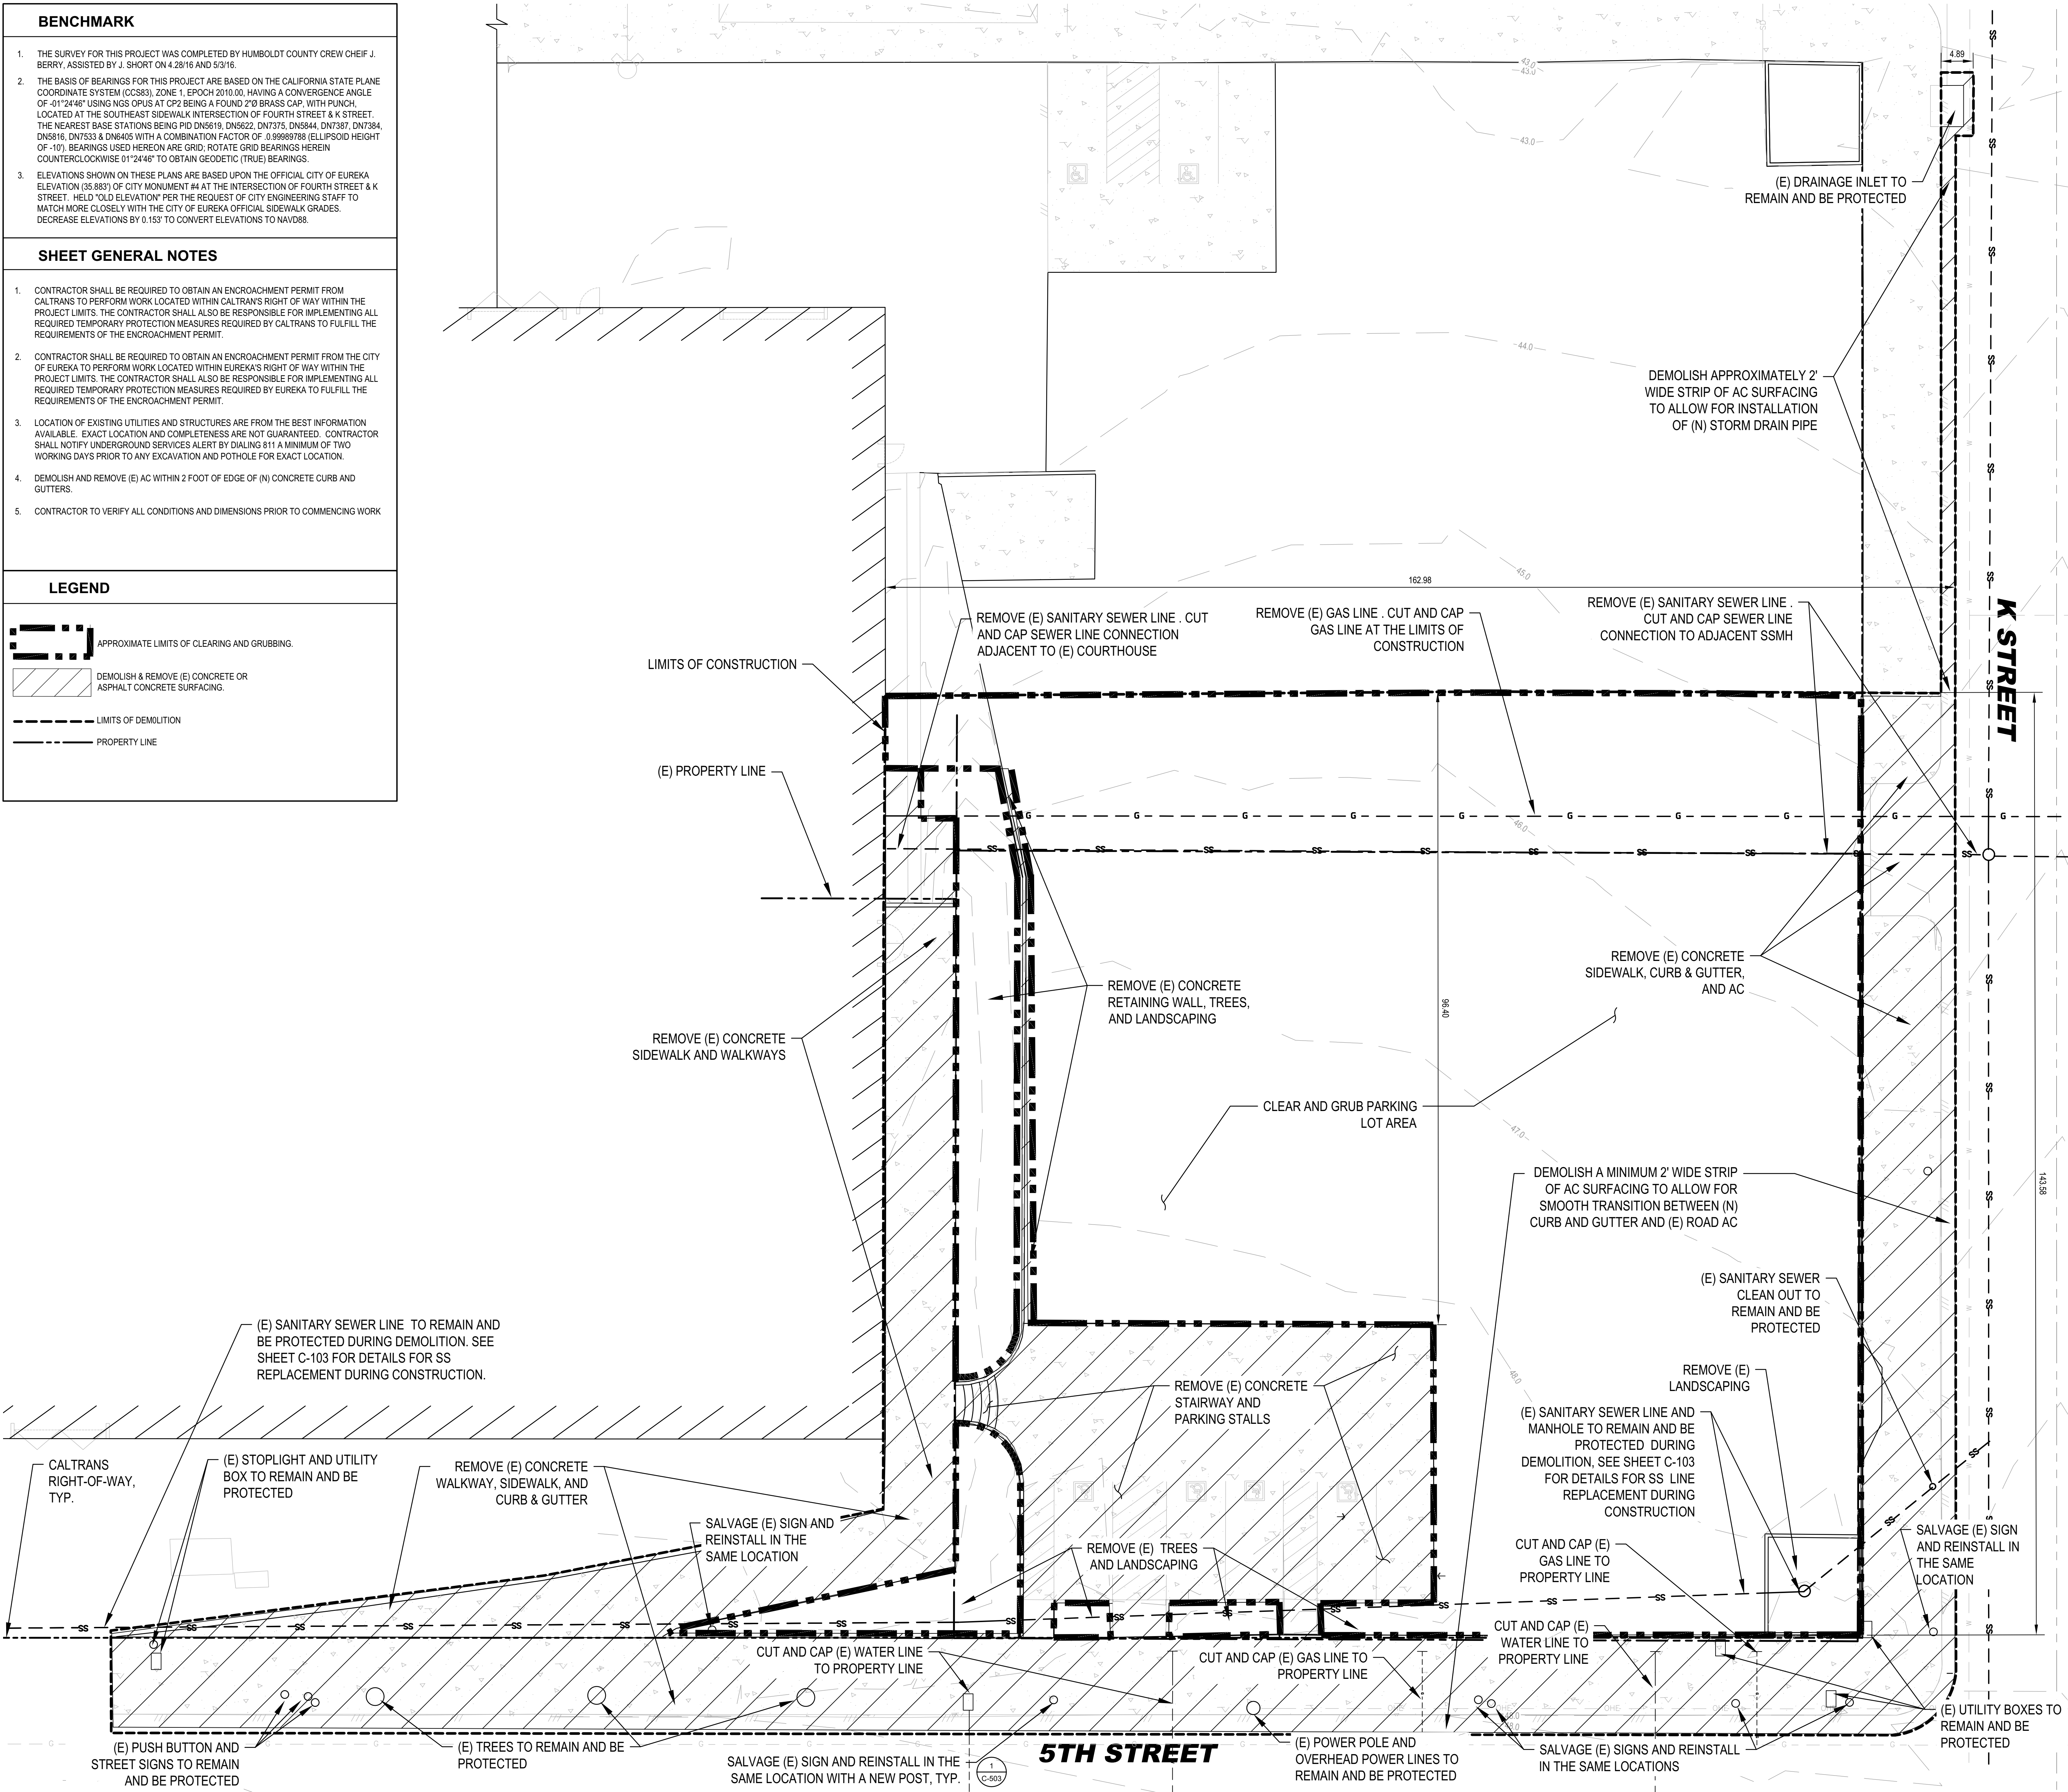 BENCHMARK
1. THE SURVEY FOR THIS PROJECT WAS COMPLETED BY HUMBOLDT COUNTY CREW CHEIF J.
BERRY, ASSISTED BY J. SHORT ON 4.28/16 AND 5/3/16.
2. THE BASIS OF BEARINGS FOR THIS PROJECT ARE BASED ON THE CALIFORNIA STATE PLANE
COORDINATE SYSTEM (CCS83), ZONE 1, EPOCH 2010.00, HAVING A CONVERGENCE ANGLE
OF -01°24'46" USING NGS OPUS AT CP2 BEING A FOUND 2"Ø BRASS CAP, WITH PUNCH,
LOCATED AT THE SOUTHEAST SIDEWALK INTERSECTION OF FOURTH STREET & K STREET.
THE NEAREST BASE STATIONS BEING PID DN5619, DN5622, DN7375, DN5844, DN7387, DN7384,
DN5816, DN7533 & DN6405 WITH A COMBINATION FACTOR OF .0.99989788 (ELLIPSOID HEIGHT
OF -10'). BEARINGS USED HEREON ARE GRID; ROTATE GRID BEARINGS HEREIN
COUNTERCLOCKWISE 01°24'46" TO OBTAIN GEODETIC (TRUE) BEARINGS.
3. ELEVATIONS SHOWN ON THESE PLANS ARE BASED UPON THE OFFICIAL CITY OF EUREKA
ELEVATION (35.883') OF CITY MONUMENT #4 AT THE INTERSECTION OF FOURTH STREET & K
STREET. HELD "OLD ELEVATION" PER THE REQUEST OF CITY ENGINEERING STAFF TO
MATCH MORE CLOSELY WITH THE CITY OF EUREKA OFFICIAL SIDEWALK GRADES.
DECREASE ELEVATIONS BY 0.153' TO CONVERT ELEVATIONS TO NAVD88.
SHEET GENERAL NOTES
1. CONTRACTOR SHALL BE REQUIRED TO OBTAIN AN ENCROACHMENT PERMIT FROM
CALTRANS TO PERFORM WORK LOCATED WITHIN CALTRAN'S RIGHT OF WAY WITHIN THE
PROJECT LIMITS. THE CONTRACTOR SHALL ALSO BE RESPONSIBLE FOR IMPLEMENTING ALL
REQUIRED TEMPORARY PROTECTION MEASURES REQUIRED BY CALTRANS TO FULFILL THE
REQUIREMENTS OF THE ENCROACHMENT PERMIT.
2. CONTRACTOR SHALL BE REQUIRED TO OBTAIN AN ENCROACHMENT PERMIT FROM THE CITY
OF EUREKA TO PERFORM WORK LOCATED WITHIN EUREKA'S RIGHT OF WAY WITHIN THE
PROJECT LIMITS. THE CONTRACTOR SHALL ALSO BE RESPONSIBLE FOR IMPLEMENTING ALL
REQUIRED TEMPORARY PROTECTION MEASURES REQUIRED BY EUREKA TO FULFILL THE
REQUIREMENTS OF THE ENCROACHMENT PERMIT.
3. LOCATION OF EXISTING UTILITIES AND STRUCTURES ARE FROM THE BEST INFORMATION
AVAILABLE. EXACT LOCATION AND COMPLETENESS ARE NOT GUARANTEED. CONTRACTOR
SHALL NOTIFY UNDERGROUND SERVICES ALERT BY DIALING 811 A MINIMUM OF TWO
WORKING DAYS PRIOR TO ANY EXCAVATION AND POTHOLE FOR EXACT LOCATION.
4. DEMOLISH AND REMOVE (E) AC WITHIN 2 FOOT OF EDGE OF (N) CONCRETE CURB AND
GUTTERS.
5. CONTRACTOR TO VERIFY ALL CONDITIONS AND DIMENSIONS PRIOR TO COMMENCING WORK
LEGEND
APPROXIMATE LIMITS OF CLEARING AND GRUBBING.
DEMOLISH & REMOVE (E) CONCRETE OR
ASPHALT CONCRETE SURFACING.
LIMITS OF DEMOLITION
PROPERTY LINE
4.89
43.0
43.0
43.0
(E) DRAINAGE INLET TO
REMAIN AND BE PROTECTED
44.0
DEMOLISH APPROXIMATELY 2'
WIDE STRIP OF AC SURFACING
TO ALLOW FOR INSTALLATION
OF (N) STORM DRAIN PIPE
45.0
162.98
REMOVE (E) SANITARY SEWER LINE . CUT
AND CAP SEWER LINE CONNECTION
ADJACENT TO (E) COURTHOUSE
REMOVE (E) GAS LINE . CUT AND CAP
GAS LINE AT THE LIMITS OF
CONSTRUCTION
REMOVE (E) SANITARY SEWER LINE .
CUT AND CAP SEWER LINE
CONNECTION TO ADJACENT SSMH
K STREET
LIMITS OF CONSTRUCTION
(E) PROPERTY LINE
46.0
REMOVE (E) CONCRETE
SIDEWALK, CURB & GUTTER,
AND AC
REMOVE (E) CONCRETE
RETAINING WALL, TREES,
AND LANDSCAPING
96.40
REMOVE (E) CONCRETE
SIDEWALK AND WALKWAYS
CLEAR AND GRUB PARKING
LOT AREA
47.0
DEMOLISH A MINIMUM 2' WIDE STRIP
OF AC SURFACING TO ALLOW FOR
SMOOTH TRANSITION BETWEEN (N)
CURB AND GUTTER AND (E) ROAD AC
143.58
(E) SANITARY SEWER
CLEAN OUT TO
REMAIN AND BE
PROTECTED
(E) SANITARY SEWER LINE TO REMAIN AND
BE PROTECTED DURING DEMOLITION. SEE
SHEET C-103 FOR DETAILS FOR SS
REPLACEMENT DURING CONSTRUCTION.
REMOVE (E) CONCRETE
STAIRWAY AND
PARKING STALLS
48.0
REMOVE (E)
LANDSCAPING
(E) SANITARY SEWER LINE AND
MANHOLE TO REMAIN AND BE
PROTECTED DURING
DEMOLITION, SEE SHEET C-103
FOR DETAILS FOR SS LINE
REPLACEMENT DURING
CONSTRUCTION
CALTRANS
RIGHT-OF-WAY,
TYP.
(E) STOPLIGHT AND UTILITY
BOX TO REMAIN AND BE
PROTECTED
REMOVE (E) CONCRETE
WALKWAY, SIDEWALK, AND
CURB & GUTTER
SALVAGE (E) SIGN AND
REINSTALL IN THE
SAME LOCATION
REMOVE (E) TREES
AND LANDSCAPING
CUT AND CAP (E)
GAS LINE TO
PROPERTY LINE
SALVAGE (E) SIGN
AND REINSTALL IN
THE SAME
LOCATION
CUT AND CAP (E) WATER LINE
TO PROPERTY LINE
CUT AND CAP (E) GAS LINE TO
PROPERTY LINE
CUT AND CAP (E)
WATER LINE TO
PROPERTY LINE
(E) PUSH BUTTON AND
STREET SIGNS TO REMAIN
AND BE PROTECTED
(E) TREES TO REMAIN AND BE
PROTECTED
SALVAGE (E) SIGN AND REINSTALL IN THE
SAME LOCATION WITH A NEW POST, TYP.
1
C-503
5TH STREET
(E) POWER POLE AND
OVERHEAD POWER LINES TO
REMAIN AND BE PROTECTED
SALVAGE (E) SIGNS AND REINSTALL
IN THE SAME LOCATIONS
(E) UTILITY BOXES TO
REMAIN AND BE
PROTECTED